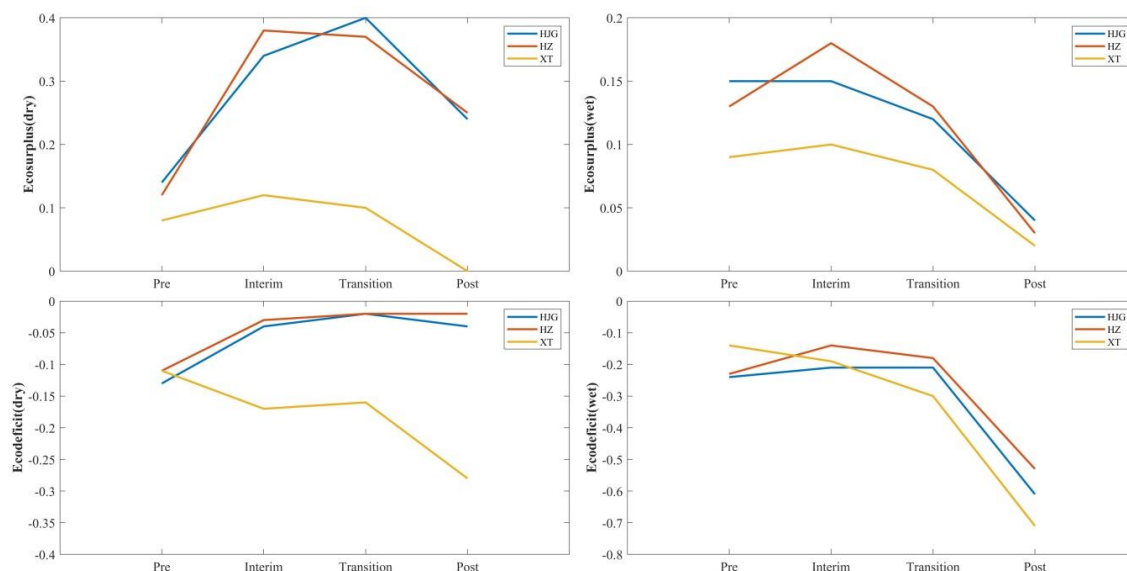 Ecosurplus(dry)
0.4
0.3
0.2
0.1
0
Pre Interim Transition Post
HJG
HZ
XT
Ecosurplus(wet)
0.2
0.15
0.1
0.05
0
Pre Interim Transition Post
HJG
HZ
XT
Ecodeficit(dry)
0
-0.05
-0.1
-0.15
-0.2
-0.25
-0.3
-0.35
-0.4
Pre Interim Transition Post
HJG
HZ
XT
Ecodeficit(wet)
0
-0.1
-0.2
-0.3
-0.4
-0.5
-0.6
-0.7
-0.8
Pre Interim Transition Post
HJG
HZ
XT